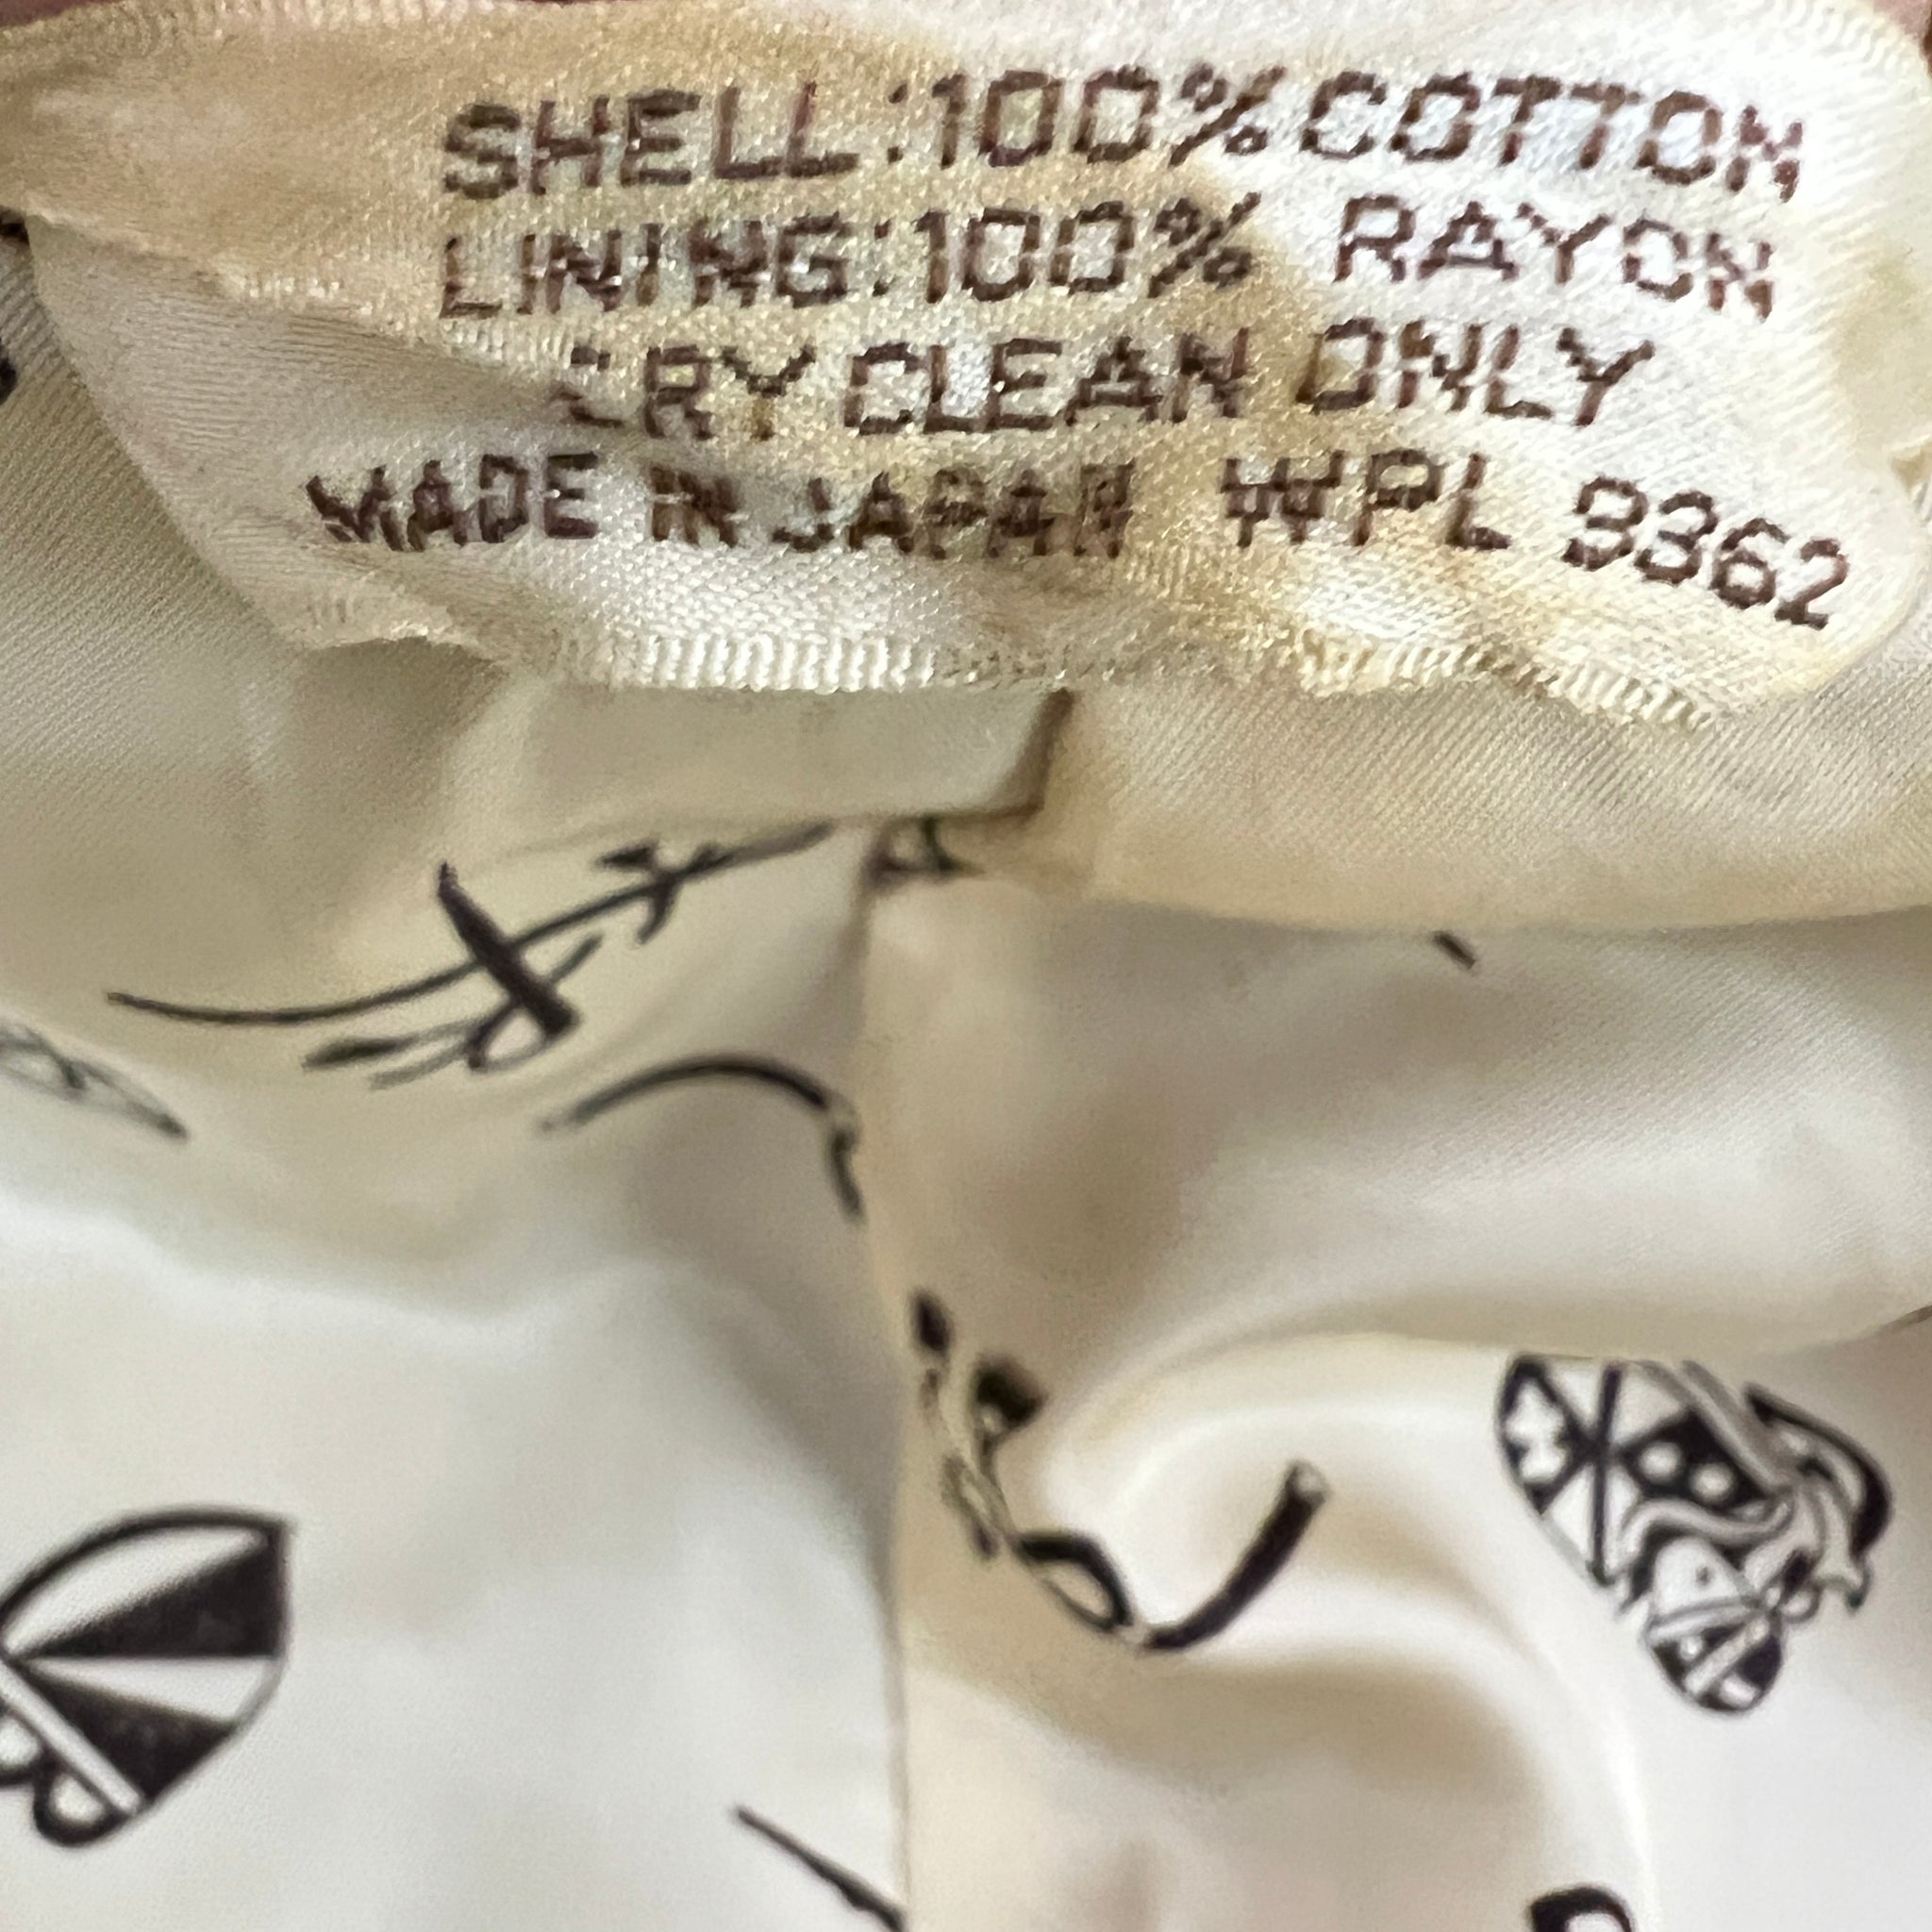 SHELL:100%COTTON
LINING:100% RAYON
DRY CLEAN ONLY
MADE IN JAPAN WPL 9362